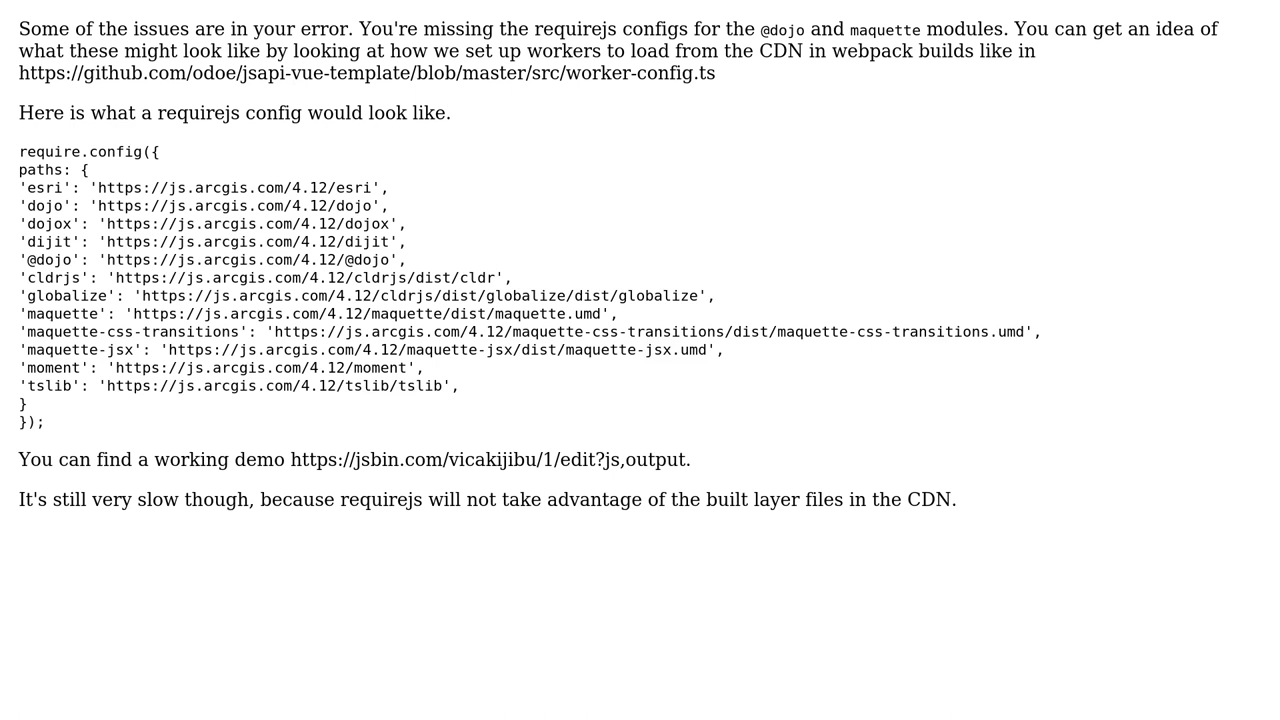 Some of the issues are in your error. You're missing the requirejs configs for the @dojo and maquette modules. You can get an idea of
what these might look like by looking at how we set up workers to load from the CDN in webpack builds like in
https://github.com/odoe/jsapi-vue-template/blob/master/src/worker-config.ts
Here is what a requirejs config would look like.
require.config({
paths: {
'esri': 'https://js.arcgis.com/4.12/esri',
'dojo': 'https://js.arcgis.com/4.12/dojo',
'dojox': 'https://js.arcgis.com/4.12/dojox',
'dijit': 'https://js.arcgis.com/4.12/dijit',
'@dojo': 'https://js.arcgis.com/4.12/@dojo',
'cldrjs': 'https://js.arcgis.com/4.12/cldrjs/dist/cldr',
'globalize': 'https://js.arcgis.com/4.12/cldrjs/dist/globalize/dist/globalize',
'maquette': 'https://js.arcgis.com/4.12/maquette/dist/maquette.umd',
'maquette-css-transitions': 'https://js.arcgis.com/4.12/maquette-css-transitions/dist/maquette-css-transitions.umd',
'maquette-jsx': 'https://js.arcgis.com/4.12/maquette-jsx/dist/maquette-jsx.umd',
'moment': 'https://js.arcgis.com/4.12/moment',
'tslib': 'https://js.arcgis.com/4.12/tslib/tslib',
}
});
You can find a working demo https://jsbin.com/vicakijibu/1/edit?js,output.
It's still very slow though, because requirejs will not take advantage of the built layer files in the CDN.